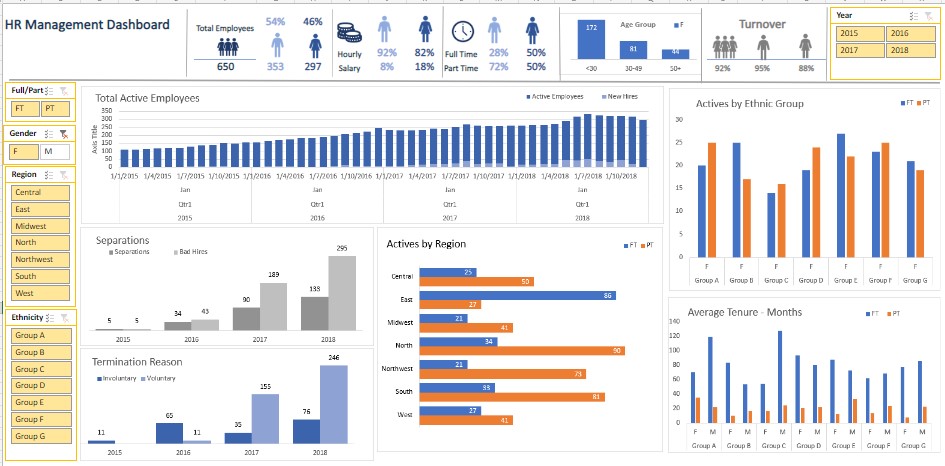 HR Management Dashboard
Total Employees
650
54% 46%
353 297
Hourly 92% 82%
Salary 8% 18%
Full Time 28% 50%
Part Time 72% 50%
Age Group
F
172
81
44
<30 30-49 50+
Turnover
92% 95% 88%
Year
2015 2016
2017 2018
Full/Part
FT PT
Gender
F M
Region
Central
East
Midwest
North
Northwest
South
West
Ethnicity
Group A
Group B
Group C
Group D
Group E
Group F
Group G
Total Active Employees
Active Employees New Hires
Axis Title
350
300
250
200
150
100
50
0
1/1/2015 1/4/2015 1/7/2015 1/10/2015 1/1/2016 1/4/2016 1/7/2016 1/10/2016 1/1/2017 1/4/2017 1/7/2017 1/10/2017 1/1/2018 1/4/2018 1/7/2018 1/10/2018
Jan Jan Jan Jan
Qtr1 Qtr1 Qtr1 Qtr1
2015 2016 2017 2018
Separations
Separations Bad Hires
5 5
34 43
90 189
133 295
2015 2016 2017 2018
Termination Reason
Involuntary Voluntary
11
65 11
35 155
76 246
2015 2016 2017 2018
Actives by Region
FT PT
Central 25 50
East 86 27
Midwest 21 41
North 34 90
Northwest 21 73
South 33 81
West 27 41
Actives by Ethnic Group
FT PT
30
25
20
15
10
5
0
F F F F F F F
Group A Group B Group C Group D Group E Group F Group G
Average Tenure - Months
FT PT
140
120
100
80
60
40
20
0
F M F M F M F M F M F M F M
Group A Group B Group C Group D Group E Group F Group G